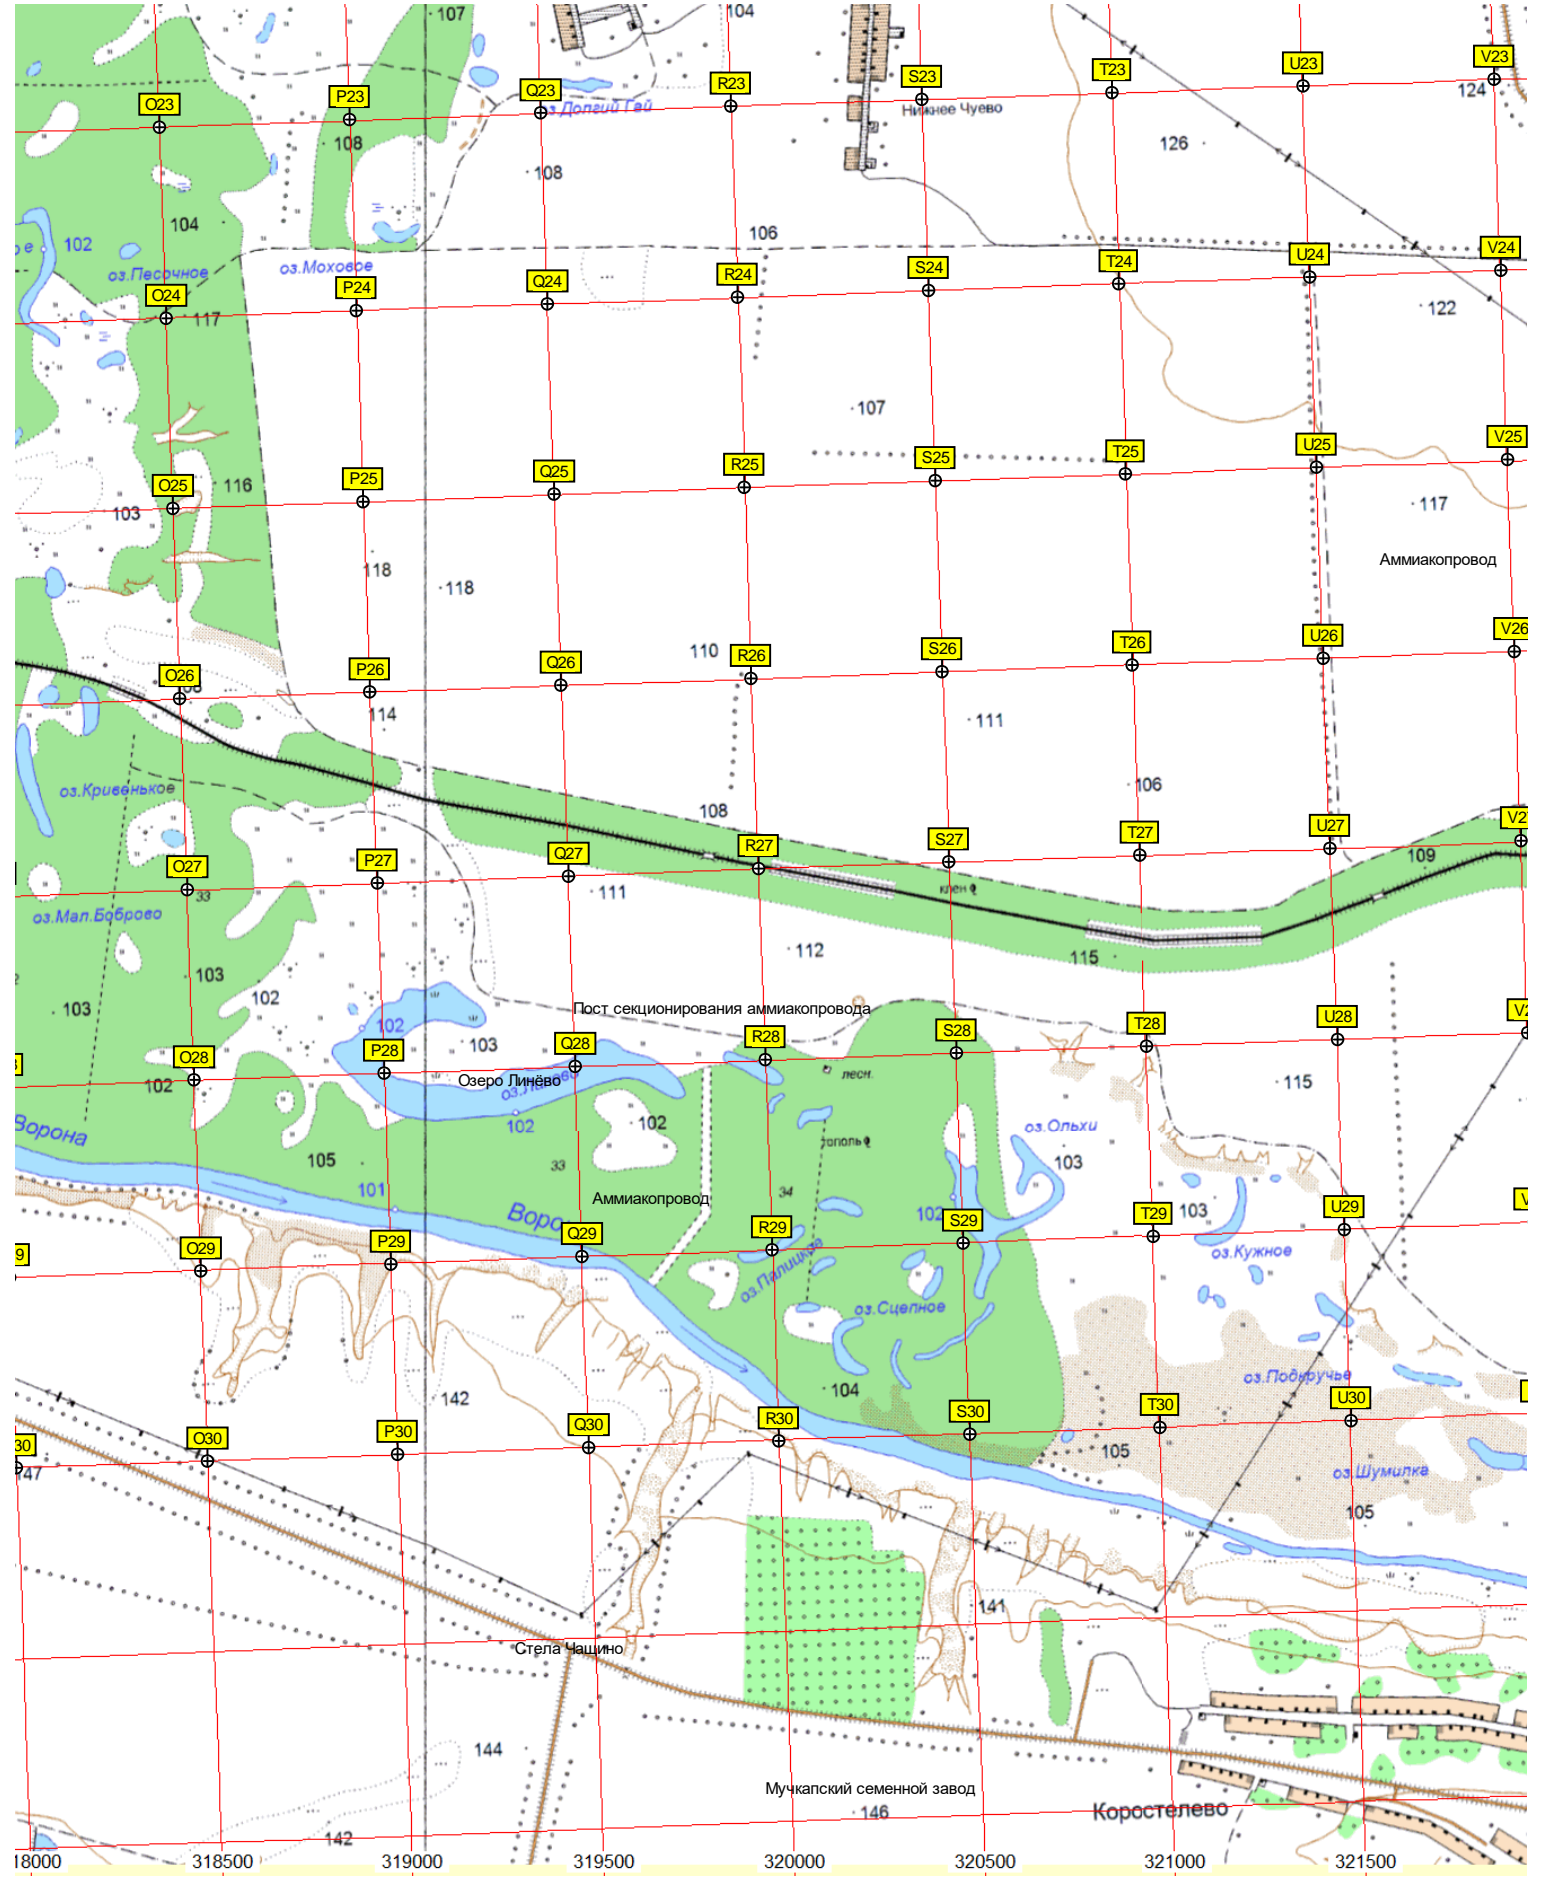 107
104
V23
U23
T23
S23
R23
Q23
P23
O23
124
оз.Долгий Гай
Нижнее Чуево
108
126
108
104
106
102
оз.Песочное
оз.Моховое
V24
U24
T24
S24
R24
Q24
P24
O24
117
122
107
V25
U25
T25
S25
R25
Q25
P25
O25
116
103
117
Аммиакопровод
118
118
V26
U26
T26
S26
R26
Q26
P26
O26
110
114
111
106
оз.Кривенькое
108
U27
T27
S27
R27
Q27
P27
O27
109
клен
33
111
оз.Мал.Боброво
112
115
103
102
103
Пост секционирования аммиакопровода
102
103
U28
T28
S28
R28
Q28
P28
O28
лесн.
102
Озеро Линёво
115
102
102
оз.Ольхи
Ворона
тополь
103
105
33
101
34
Аммиакопровод
102
103
U29
T29
S29
R29
Q29
P29
O29
оз.Кужное
оз.Палицкое
оз.Сцепное
оз.Подкручье
104
142
U30
T30
S30
R30
Q30
P30
O30
30
147
105
оз.Шумилка
105
141
Стела Чащино
144
Мучкапский семенной завод
146
Коростелево
142
18000 318500 319000 319500 320000 320500 321000 321500